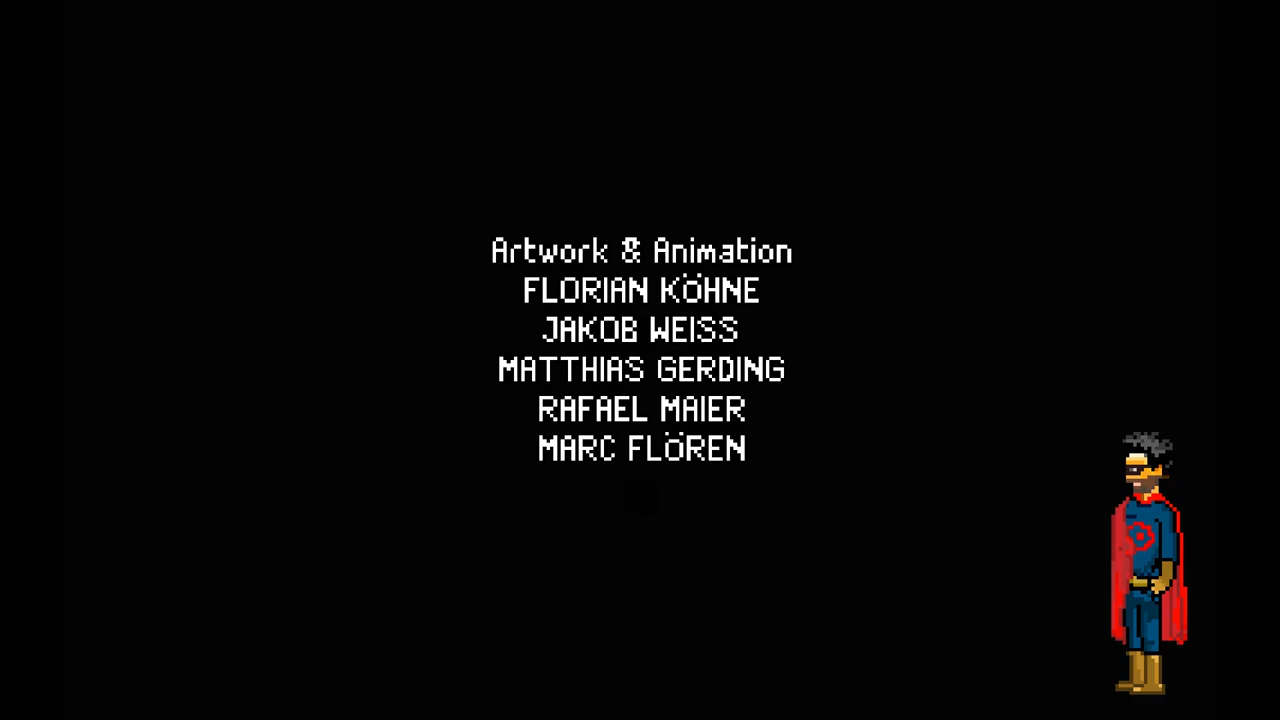 Artwork & Animation
FLORIAN KÖHNE
JAKOB WEISS
MATTHIAS GERDING
RAFAEL MAIER
MARC FLÖREN